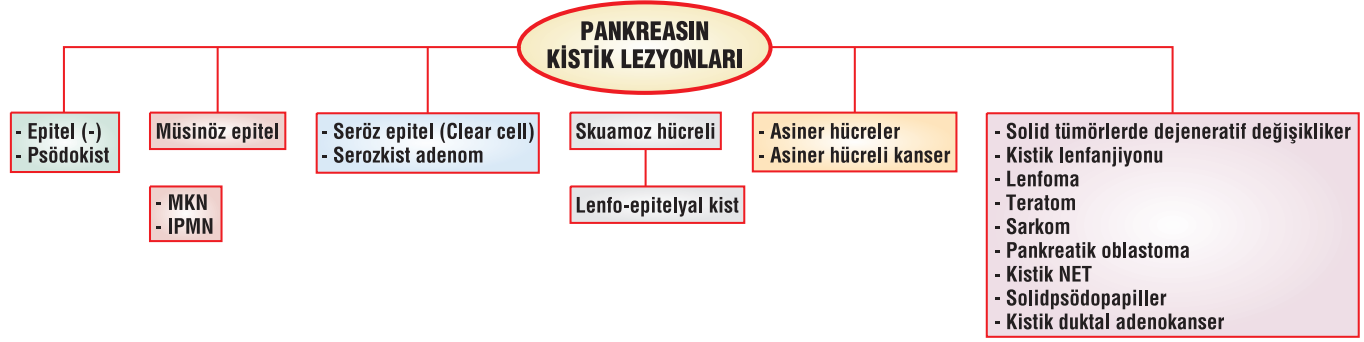 PANKREASIN
KİSTİK LEZYONLARI
- Epitel (-)
- Psödokist
Müsinöz epitel
- MKN
- IPMN
- Seröz epitel (Clear cell)
- Serozkist adenom
Skuamoz hücreli
Lenfo-epitelyal kist
- Asiner hücreler
- Asiner hücreli kanser
- Solid tümörlerde dejeneratif değişikliker
- Kistik lenfanjiyonu
- Lenfoma
- Teratom
- Sarkom
- Pankreatik oblastoma
- Kistik NET
- Solidpsödopapiller
- Kistik duktal adenokanser